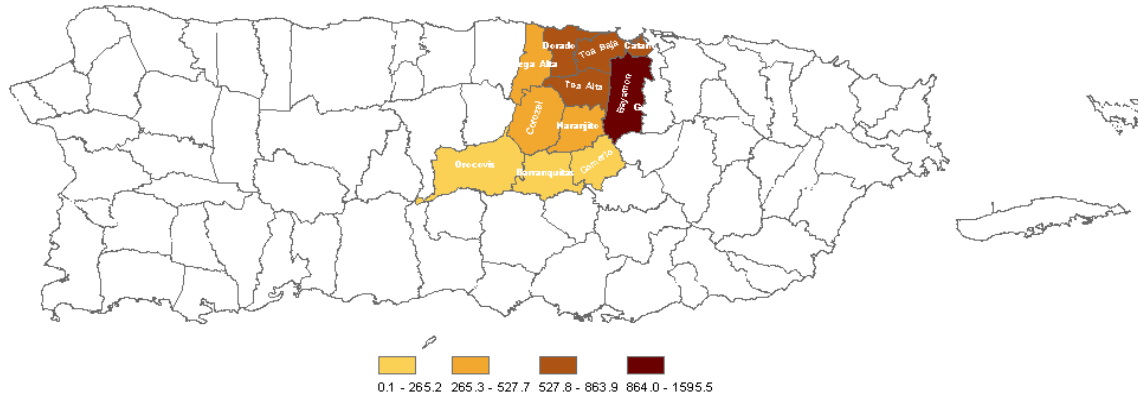 Dorado
Toa Baja
Catano
ega Alta
Toa Alta
Bayamon
G
Corozal
Naranjito
Orocovis
Barranquitas
Comerio
0.1 - 265.2 265.3 - 527.7 527.8 - 863.9 864.0 - 1595.5